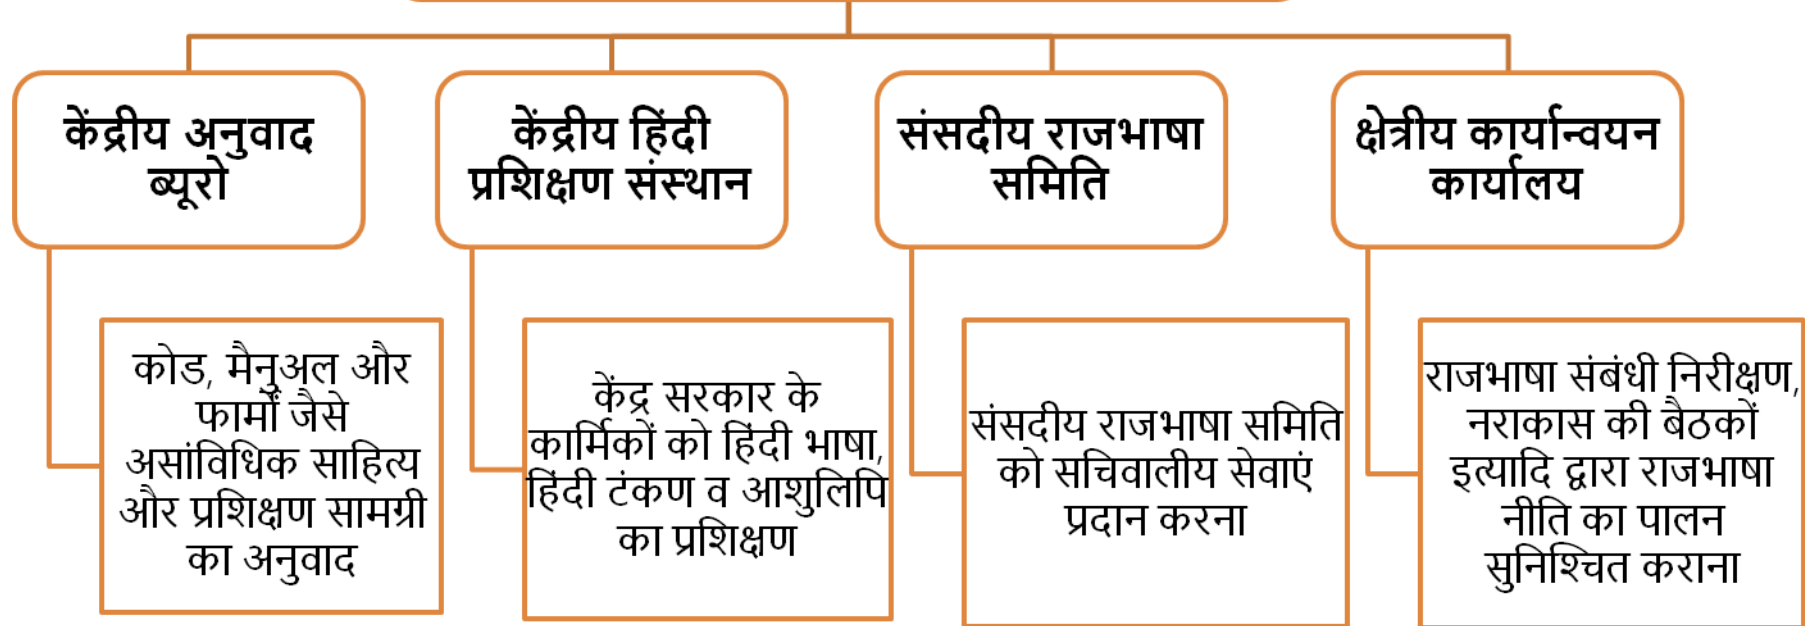 केंद्रीय अनुवाद
ब्यूरो
केंद्रीय हिंदी
प्रशिक्षण संस्थान
संसदीय राजभाषा
समिति
क्षेत्रीय कार्यान्वयन
कार्यालय
कोड, मैनुअल और
फार्मों जैसे
असांविधिक साहित्य
और प्रशिक्षण सामग्री
का अनुवाद
केंद्र सरकार के
कार्मिकों को हिंदी भाषा,
हिंदी टंकण व आशुलिपि
का प्रशिक्षण
संसदीय राजभाषा समिति
को सचिवालीय सेवाएं
प्रदान करना
राजभाषा संबंधी निरीक्षण,
नराकास की बैठकों
इत्यादि द्वारा राजभाषा
नीति का पालन
सुनिश्चित कराना